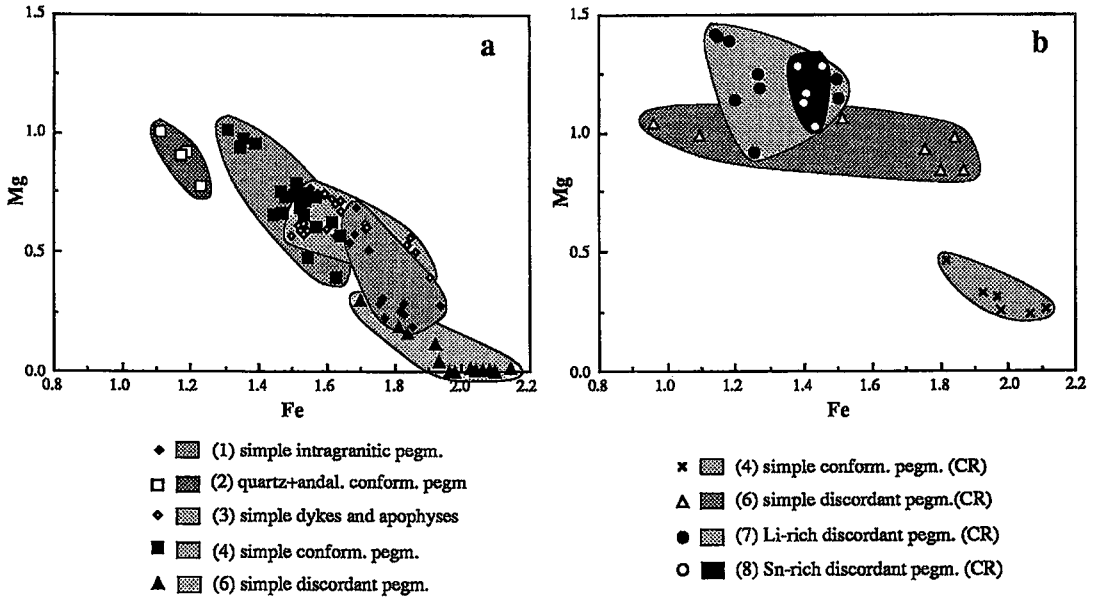 a
1.5
1.0
0.5
0.0
Mg
0.8
1.0
1.2
1.4
1.6
1.8
2.0
2.2
Fe
b
1.5
1.0
0.5
0.0
Mg
0.8
1.0
1.2
1.4
1.6
1.8
2.0
2.2
Fe
(1) simple intragranitic pegm.
(2) quartz+andal. conform. pegm
(3) simple dykes and apophyses
(4) simple conform. pegm.
(6) simple discordant pegm.
(4) simple conform. pegm. (CR)
(6) simple discordant pegm.(CR)
(7) Li-rich discordant pegm. (CR)
(8) Sn-rich discordant pegm. (CR)